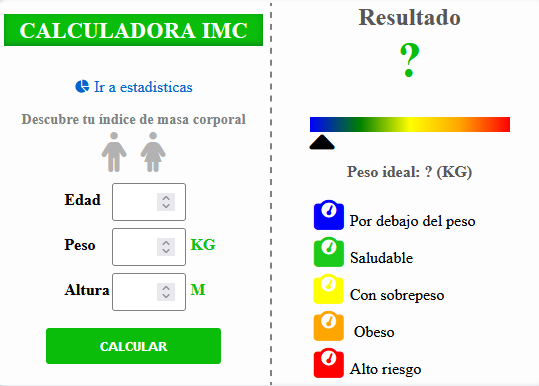 CALCULADORA IMC
Ir a estadisticas
Descubre tu índice de masa corporal
Edad
Peso KG
Altura M
CALCULAR
Resultado
?
Peso ideal: ? (KG)
Por debajo del peso
Saludable
Con sobrepeso
Obeso
Alto riesgo